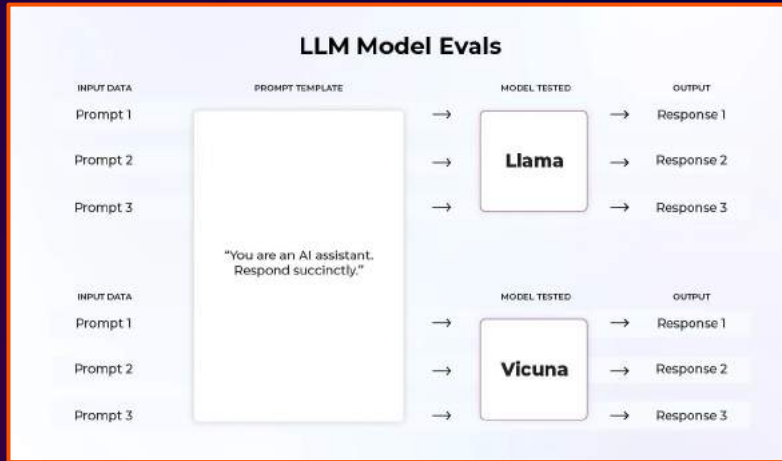 LLM Model Evals
INPUT DATA PROMPT TEMPLATE MODEL TESTED OUTPUT
Prompt 1 → → Response 1
Prompt 2 → Llama → Response 2
Prompt 3 → → Response 3
“You are an AI assistant.
Respond succinctly.”
INPUT DATA MODEL TESTED OUTPUT
Prompt 1 → → Response 1
Prompt 2 → Vicuna → Response 2
Prompt 3 → → Response 3